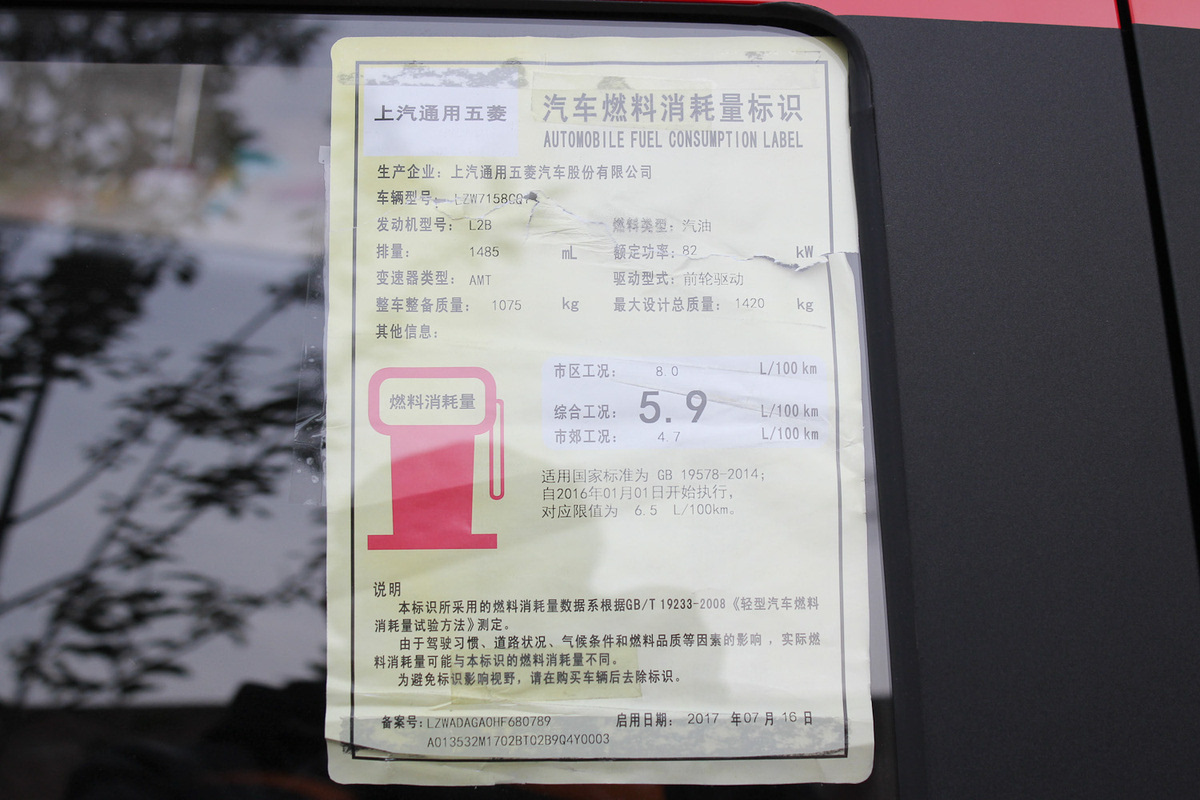 上汽通用五菱
汽车燃料消耗量标识
AUTOMOBILE FUEL CONSUMPTION LABEL
生产企业: 上汽通用五菱汽车股份有限公司
车辆型号:
发动机型号: L2B 燃料类型: 汽油
排量: 1485 mL 额定功率: 82 kW
变速器类型: AMT 驱动型式: 前轮驱动
整车整备质量: 1075 kg 最大设计总质量: 1420 kg
其他信息:
燃料消耗量
市区工况: 8.0 L/100 km
综合工况: 5.9 L/100 km
市郊工况: 4.7 L/100 km
适用国家标准为 GB 19578-2014;
自2016年01月01日开始执行,
对应限值为 6.5 L/100km。
说明
本标识所采用的燃料消耗量数据系根据GB/T 19233-2008《轻型汽车燃料
消耗量试验方法》测定。
由于驾驶习惯、道路状况、气候条件和燃料品质等因素的影响，实际燃
料消耗量可能与本标识的燃料消耗量不同。
为避免标识影响视野，请在购买车辆后去除标识。
备案号: LZWADAGA0HF680789 启用日期: 2017 年07月16日
A013532M1702BT02B9Q4Y0003